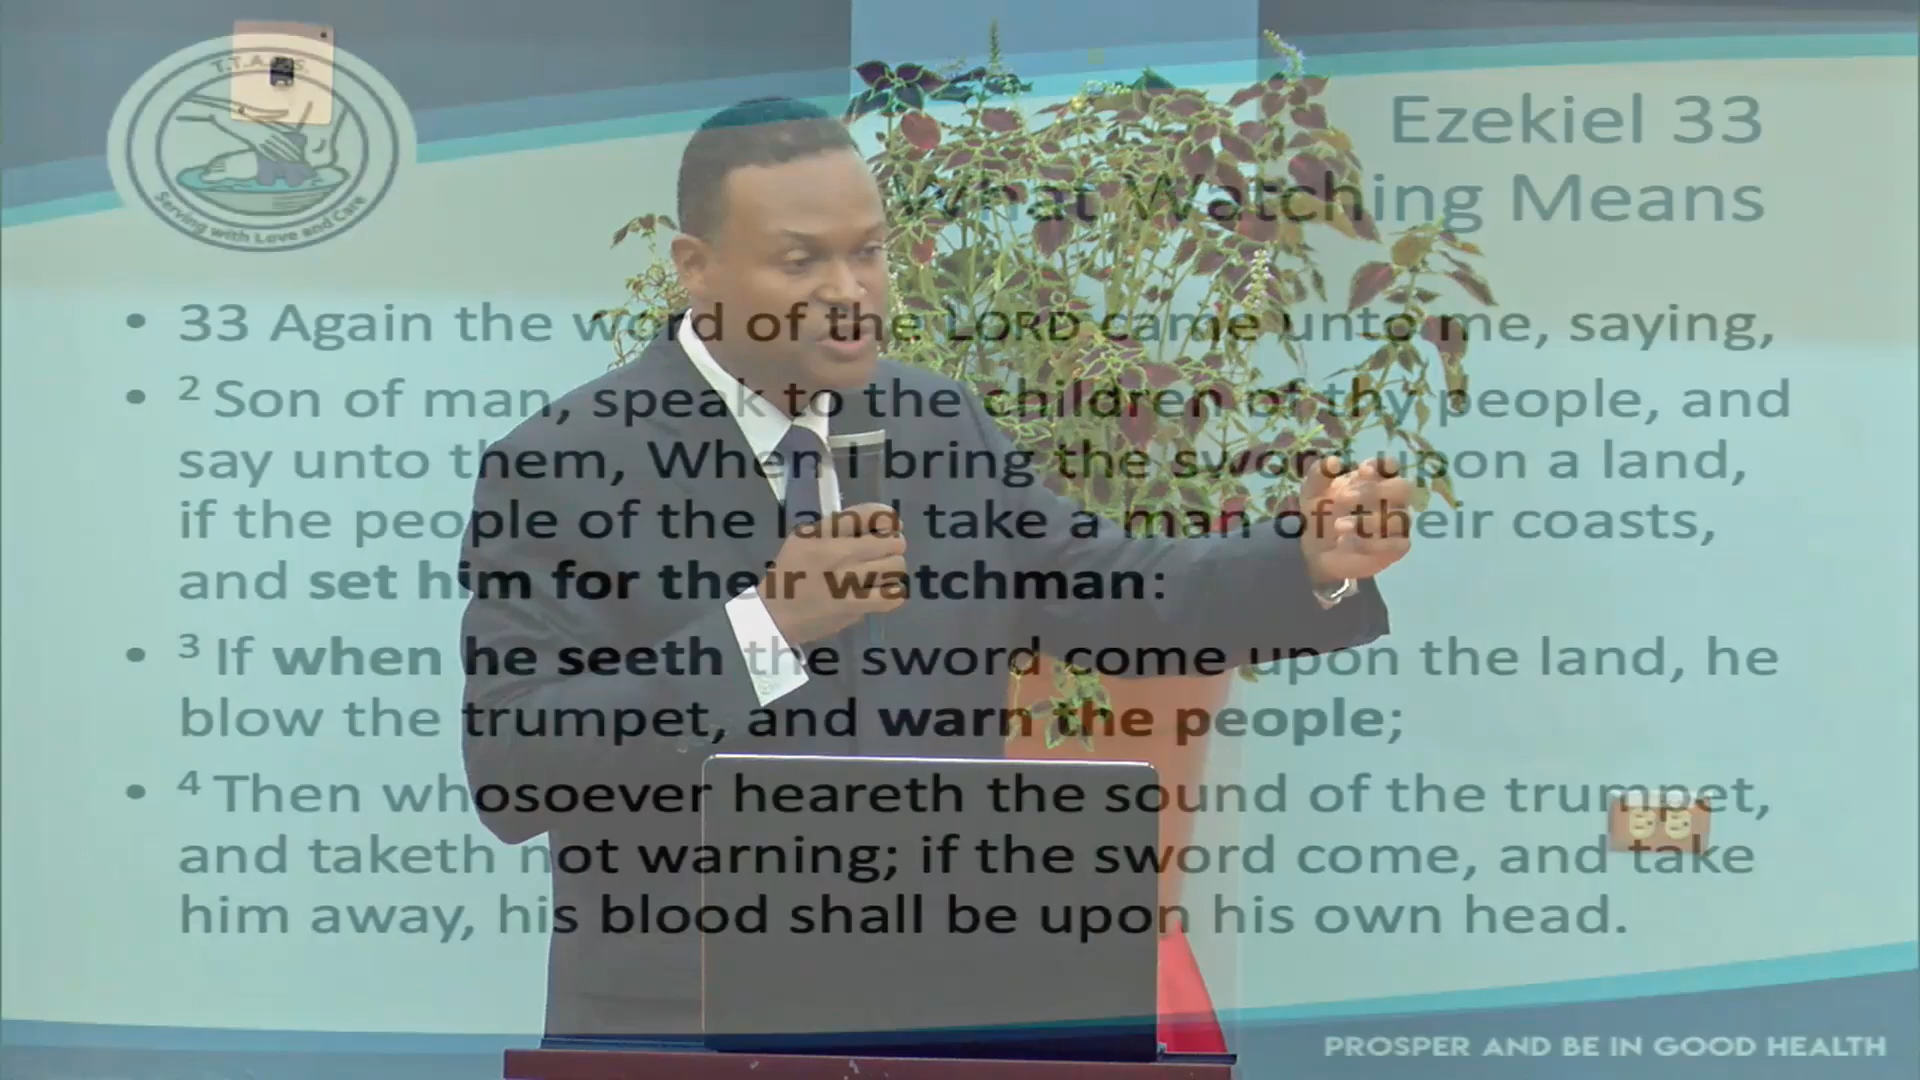 T.T.A.P.S.
Serving with Love and Care
Ezekiel 33
What Watching Means
• 33 Again the word of the LORD came unto me, saying,
• 2 Son of man, speak to the children of thy people, and
say unto them, When I bring the sword upon a land,
if the people of the land take a man of their coasts,
and set him for their watchman:
• 3 If when he seeth the sword come upon the land, he
blow the trumpet, and warn the people;
• 4 Then whosoever heareth the sound of the trumpet,
and taketh not warning; if the sword come, and take
him away, his blood shall be upon his own head.
PROSPER AND BE IN GOOD HEALTH